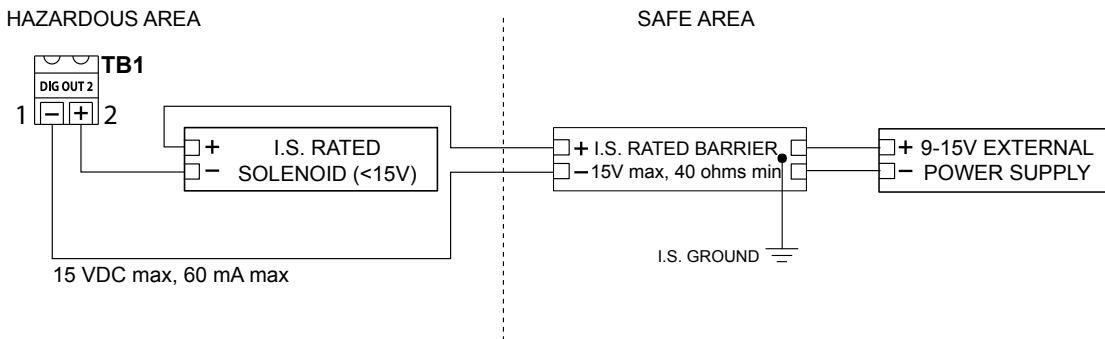 HAZARDOUS AREA
SAFE AREA
TB1
DIG OUT 2
1 − + 2
+ I.S. RATED
− SOLENOID (<15V)
+ I.S. RATED BARRIER
− 15V max, 40 ohms min
+ 9-15V EXTERNAL
− POWER SUPPLY
I.S. GROUND
15 VDC max, 60 mA max